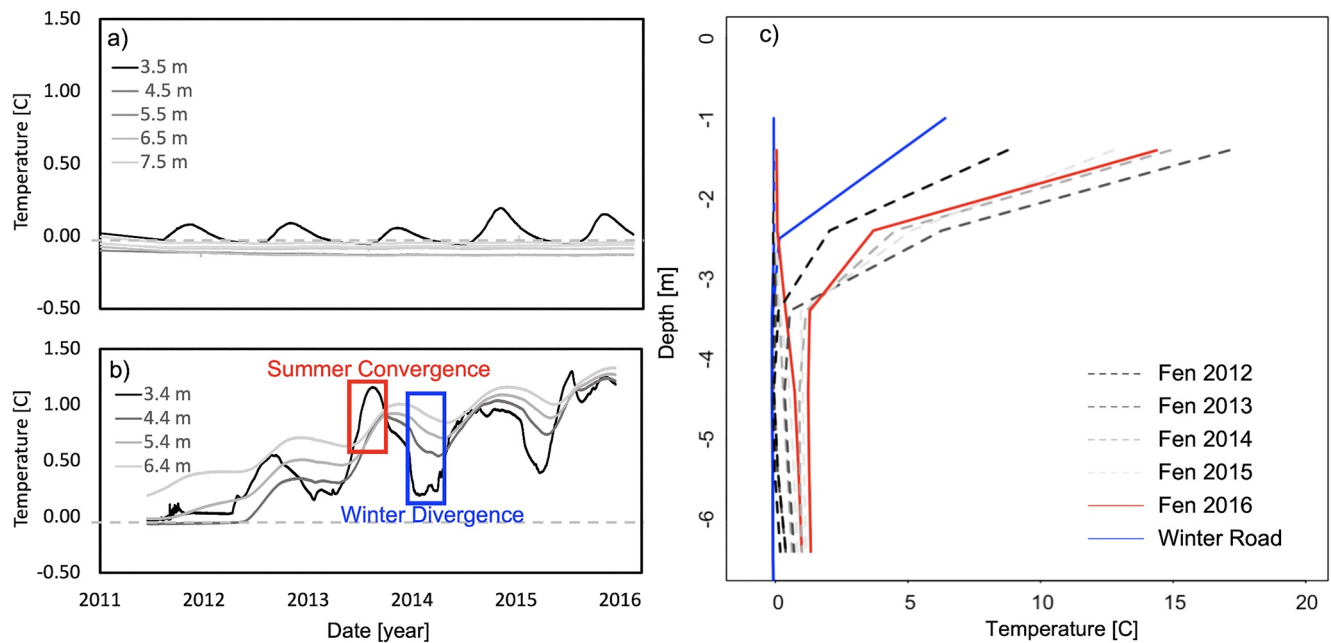 a)
Temperature [C]
1.50
1.00
0.50
0.00
-0.50
3.5 m
4.5 m
5.5 m
6.5 m
7.5 m
b)
Temperature [C]
1.50
1.00
0.50
0.00
-0.50
3.4 m
4.4 m
5.4 m
6.4 m
Summer Convergence
Winter Divergence
2011 2012 2013 2014 2015 2016
Date [year]
c)
Depth [m]
0
-1
-2
-3
-4
-5
-6
Fen 2012
Fen 2013
Fen 2014
Fen 2015
Fen 2016
Winter Road
0 5 10 15 20
Temperature [C]